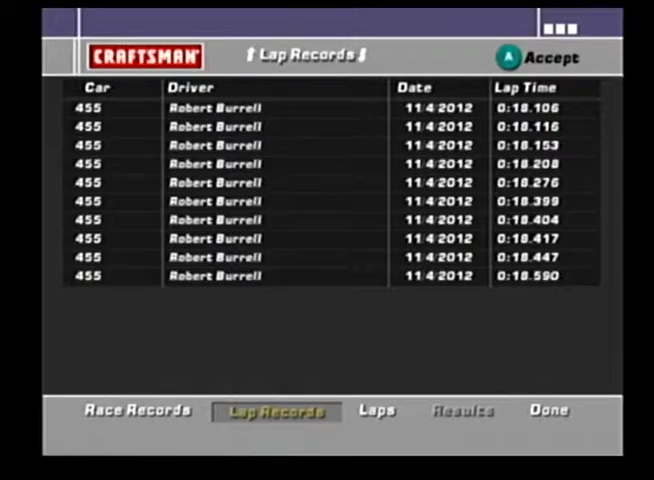 CRAFTSMAN
Lap Records
A Accept
Car Driver Date Lap Time
455 Robert Burrell 11/4/2012 0:18.106
455 Robert Burrell 11/4/2012 0:18.116
455 Robert Burrell 11/4/2012 0:18.153
455 Robert Burrell 11/4/2012 0:18.208
455 Robert Burrell 11/4/2012 0:18.276
455 Robert Burrell 11/4/2012 0:18.399
455 Robert Burrell 11/4/2012 0:18.404
455 Robert Burrell 11/4/2012 0:18.417
455 Robert Burrell 11/4/2012 0:18.447
455 Robert Burrell 11/4/2012 0:18.590
Race Records Lap Records Laps Results Done